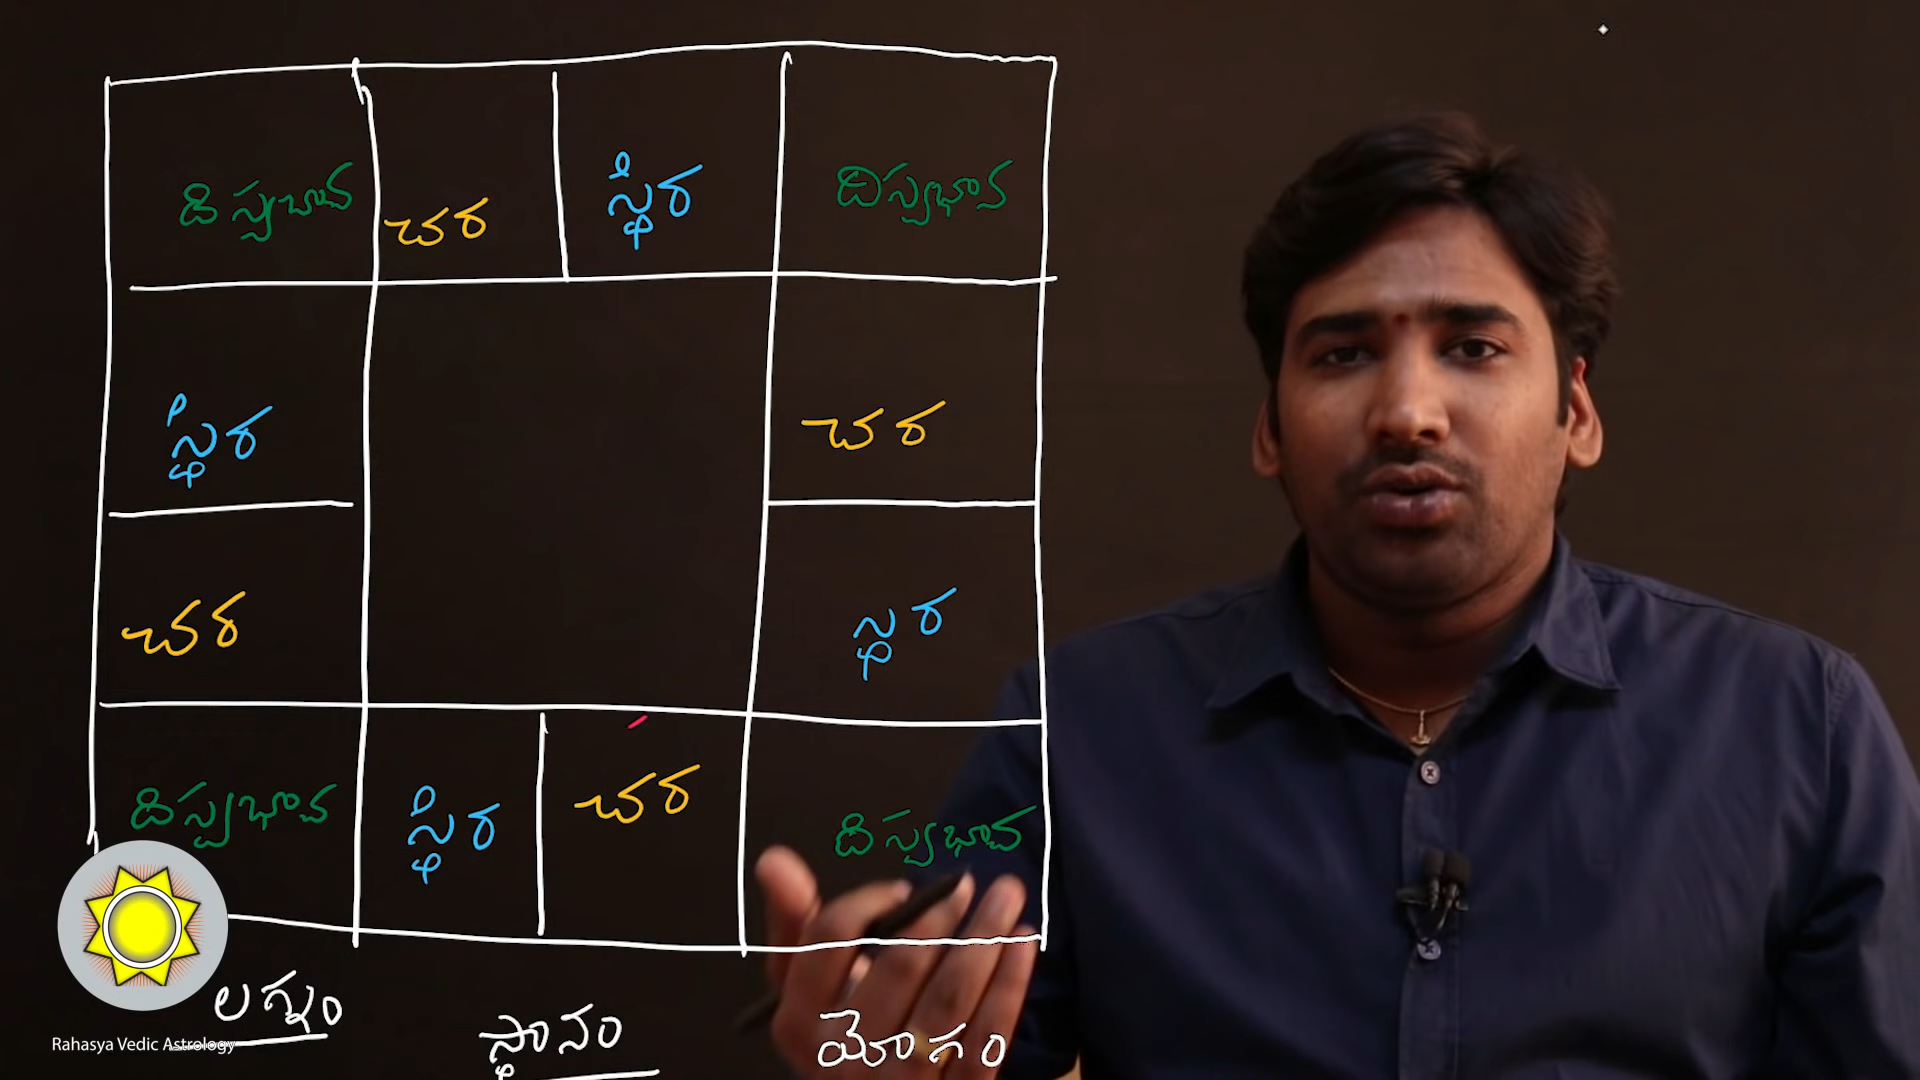 ది స్వభావ చర స్థిర ద్విస్వభావ
స్థిర చర
చర స్థిర
ది స్వభావ స్థిర చర ది స్వభావ
లగ్నం స్థానం యోగం
Rahasya Vedic Astrology